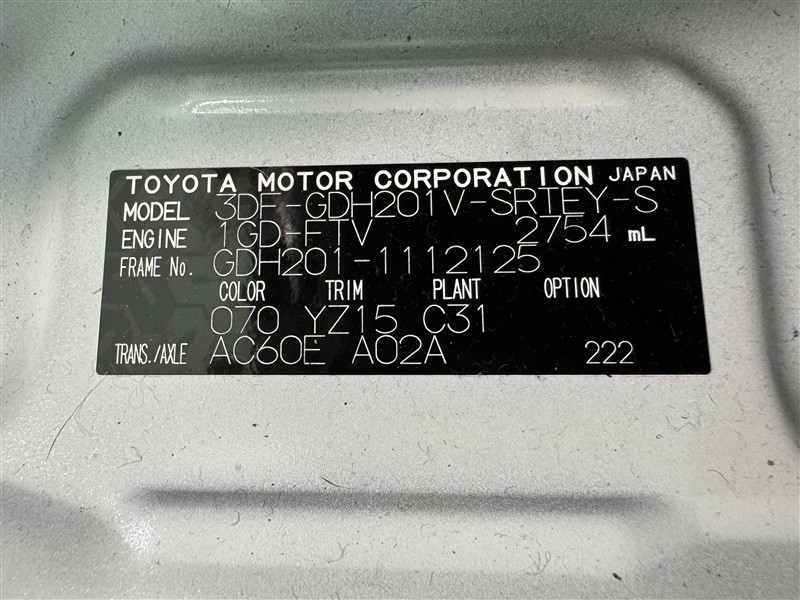 TOYOTA MOTOR CORPORATION JAPAN
MODEL 3DF-GDH201V-SRTEY-S
ENGINE 1GD-FTV 2754 mL
FRAME No. GDH201-1112125
COLOR TRIM PLANT OPTION
070 YZ15 C31
TRANS./AXLE AC60E A02A 222